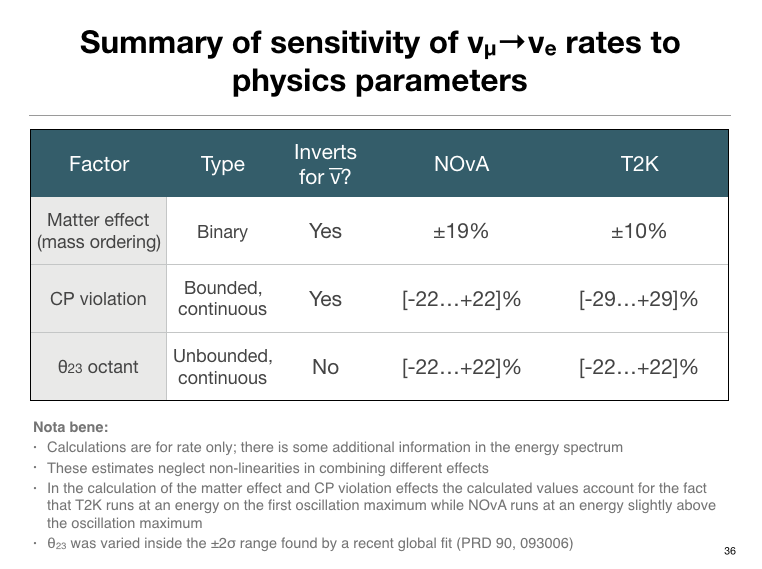 Summary of sensitivity of νμ→νe rates to
physics parameters
Factor Type Inverts for ν̅? NOvA T2K
Matter effect (mass ordering) Binary Yes ±19% ±10%
CP violation Bounded, continuous Yes [-22…+22]% [-29…+29]%
θ23 octant Unbounded, continuous No [-22…+22]% [-22…+22]%
Nota bene:
· Calculations are for rate only; there is some additional information in the energy spectrum
· These estimates neglect non-linearities in combining different effects
· In the calculation of the matter effect and CP violation effects the calculated values account for the fact
that T2K runs at an energy on the first oscillation maximum while NOvA runs at an energy slightly above
the oscillation maximum
· θ23 was varied inside the ±2σ range found by a recent global fit (PRD 90, 093006)
36